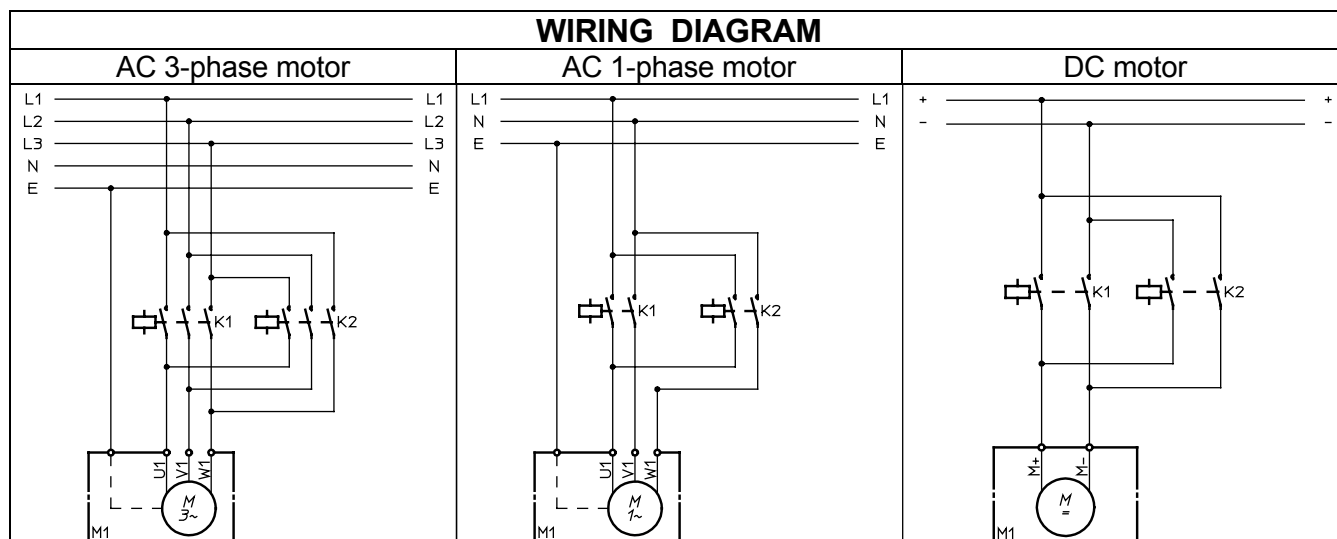 WIRING DIAGRAM
AC 3-phase motor
AC 1-phase motor
DC motor
L1 L1
L2 L2
L3 L3
N N
E E
K1 K2
U1 V1 W1
M
3~
M1
L1 L1
N N
E E
K1 K2
U1 V1 W1
M
1~
M1
+ +
- -
K1 K2
M+ M-
M
=
M1